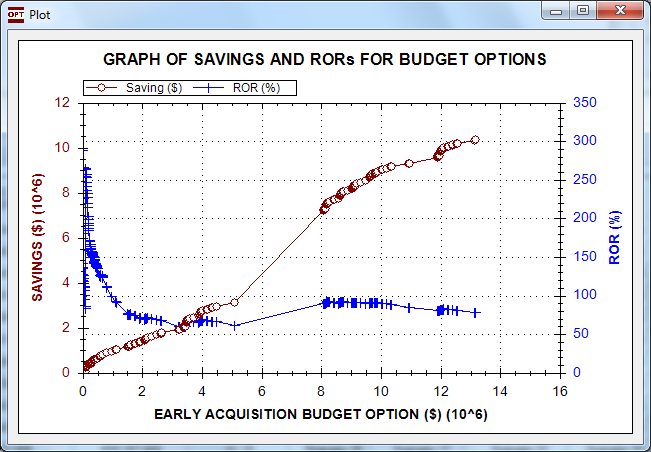 OPT Plot
GRAPH OF SAVINGS AND RORs FOR BUDGET OPTIONS
Saving ($) ROR (%)
12 350
10 300
8 250
6 200
4 150
2 100
0 50
0
SAVINGS ($) (10^6)
ROR (%)
0 2 4 6 8 10 12 14 16
EARLY ACQUISITION BUDGET OPTION ($) (10^6)